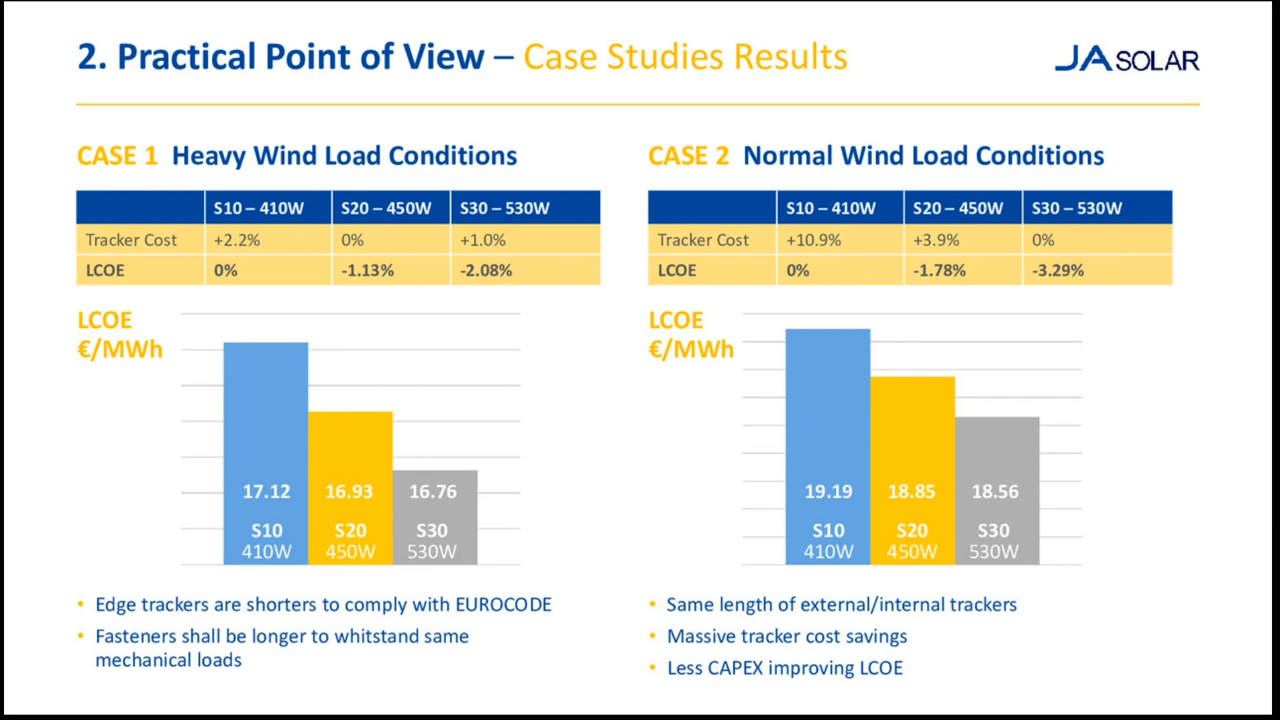 2. Practical Point of View – Case Studies Results
JA SOLAR
CASE 1 Heavy Wind Load Conditions
S10 – 410W S20 – 450W S30 – 530W
Tracker Cost +2.2% 0% +1.0%
LCOE 0% -1.13% -2.08%
LCOE
€/MWh
17.12 16.93 16.76
S10 S20 S30
410W 450W 530W
• Edge trackers are shorters to comply with EUROCODE
• Fasteners shall be longer to whitstand same
mechanical loads
CASE 2 Normal Wind Load Conditions
S10 – 410W S20 – 450W S30 – 530W
Tracker Cost +10.9% +3.9% 0%
LCOE 0% -1.78% -3.29%
LCOE
€/MWh
19.19 18.85 18.56
S10 S20 S30
410W 450W 530W
• Same length of external/internal trackers
• Massive tracker cost savings
• Less CAPEX improving LCOE